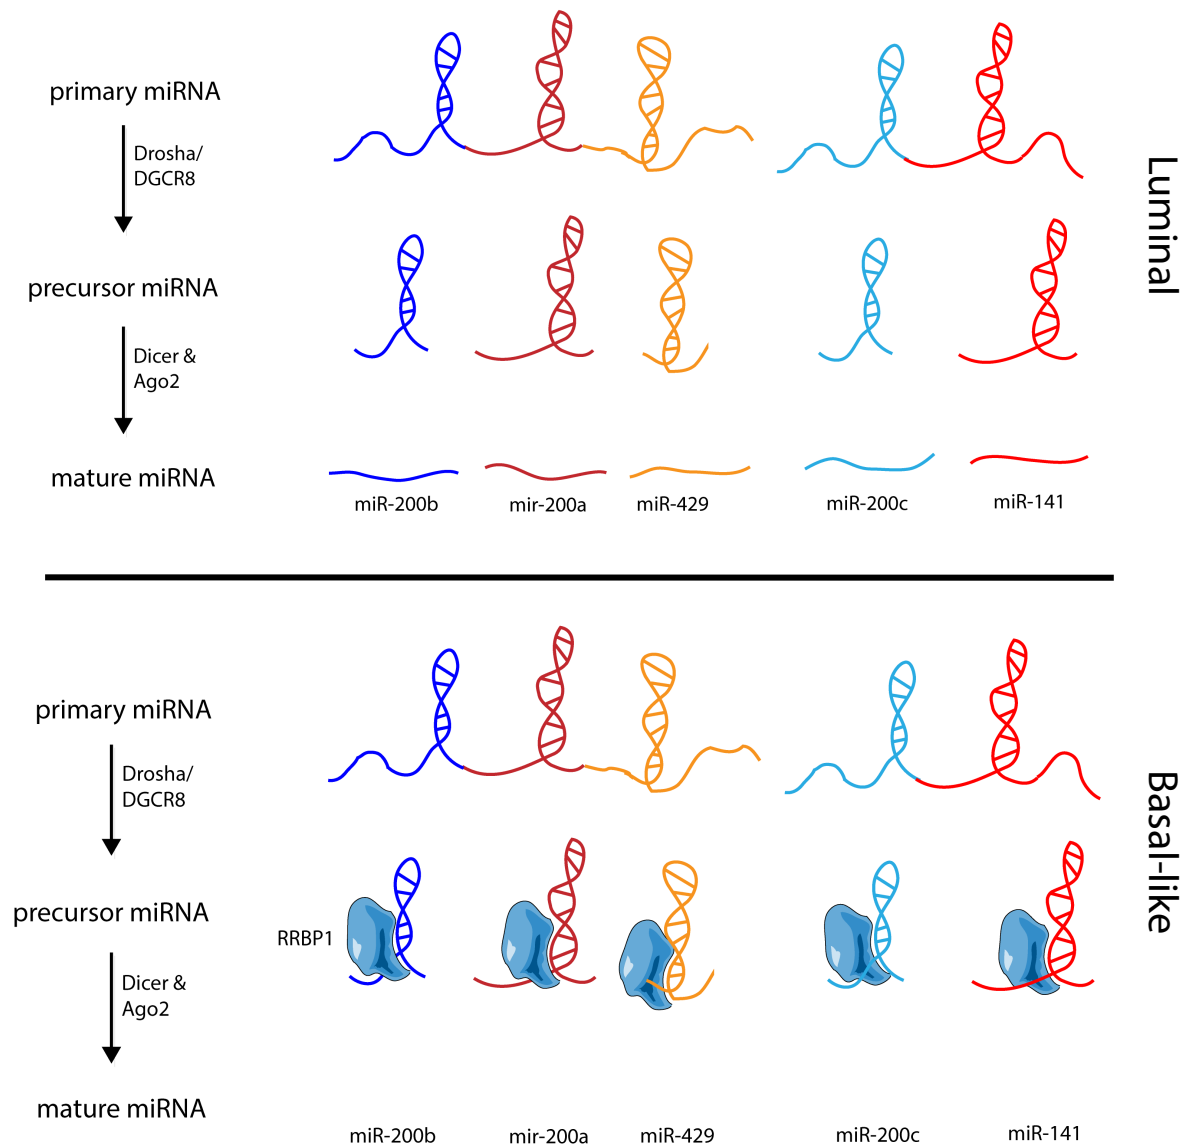 primary miRNA
Drosha/
DGCR8
precursor miRNA
Dicer &
Ago2
mature miRNA
miR-200b
mir-200a
miR-429
miR-200c
miR-141
Luminal
primary miRNA
Drosha/
DGCR8
precursor miRNA
RRBP1
Dicer &
Ago2
mature miRNA
miR-200b
mir-200a
miR-429
miR-200c
miR-141
Basal-like